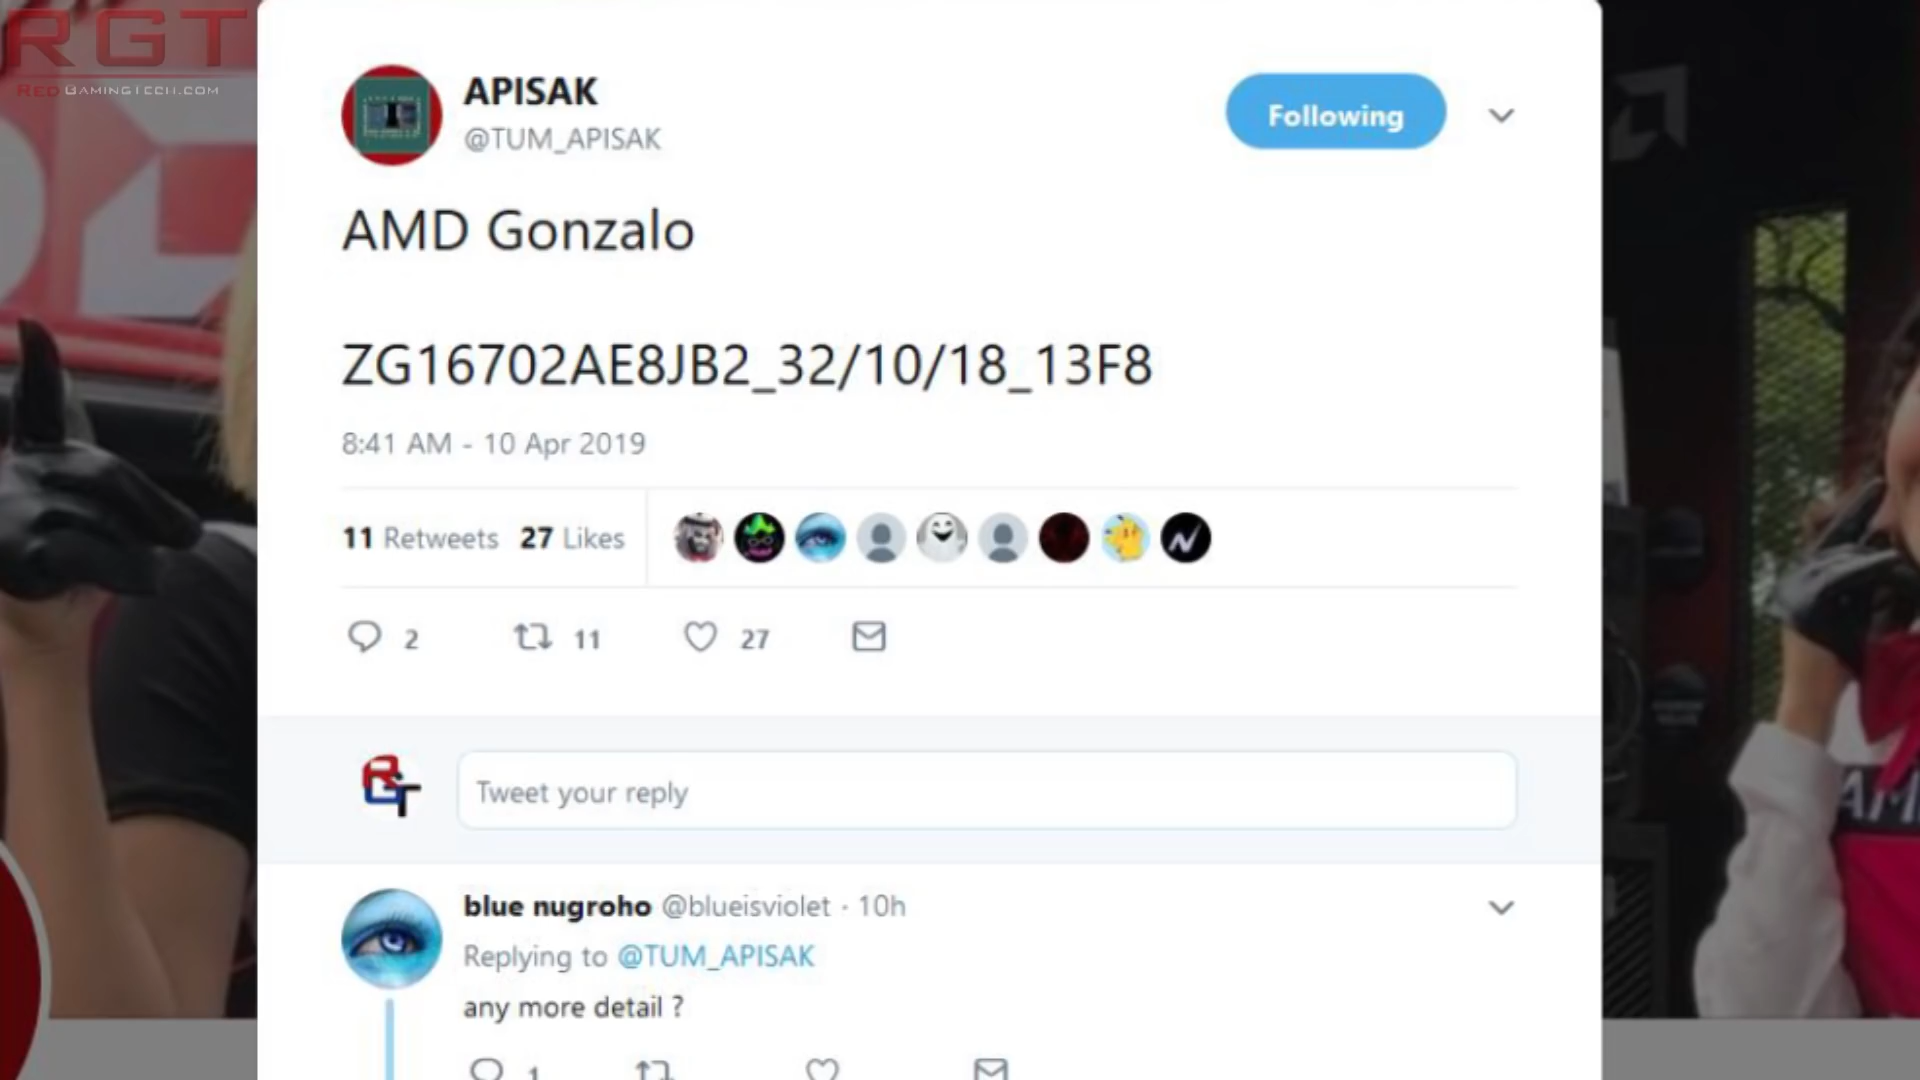 RGT
REDGAMINGTECH.COM
APISAK
@TUM_APISAK
Following
AMD Gonzalo
ZG16702AE8JB2_32/10/18_13F8
8:41 AM - 10 Apr 2019
11 Retweets 27 Likes
2 11 27
Tweet your reply
blue nugroho @blueisviolet · 10h
Replying to @TUM_APISAK
any more detail ?
1